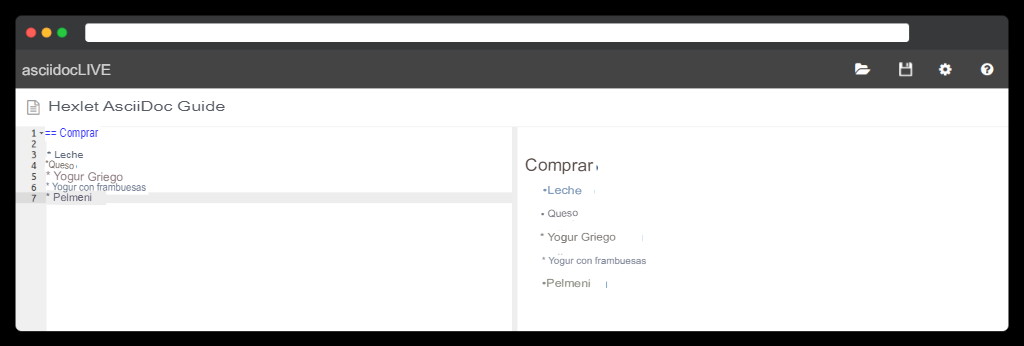 asciidocLIVE
Hexlet AsciiDoc Guide
1 == Comprar
2
3 * Leche
4 *Queso
5 * Yogur Griego
6 * Yogur con frambuesas
7 * Pelmeni
Comprar
•Leche
• Queso
* Yogur Griego
* Yogur con frambuesas
•Pelmeni